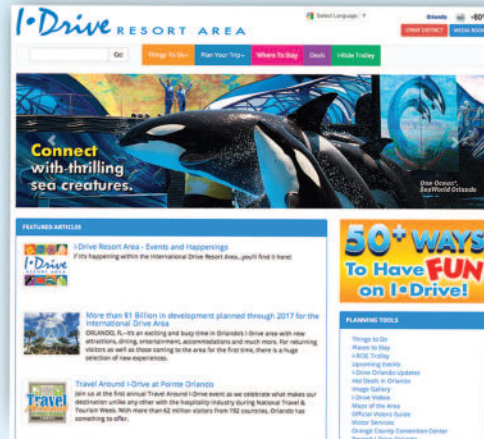 I•Drive RESORT AREA
Select Language ▼
Orlando
80°
Go!
Things To Do
Plan Your Trip
Where To Stay
Deals
I-Ride Trolley
Connect
with thrilling
sea creatures.
One Ocean®,
SeaWorld Orlando
FEATURED ARTICLES
I-Drive Resort Area - Events and Happenings
If it's happening within the International Drive Resort Area...you'll find it here!
I•Drive
RESORT AREA
More than $1 Billion in development planned through 2017 for the
International Drive Area
ORLANDO, FL—It's an exciting and busy time in Orlando's I-Drive area with new
attractions, dining, entertainment, accommodations and much more. For returning
visitors as well as those coming to the area for the first time, there is a huge
selection of new experiences.
Travel
Travel Around I-Drive at Pointe Orlando
Join us at the first annual Travel Around I-Drive event as we celebrate what makes our
destination unlike any other with the hospitality industry during National Travel &
Tourism Week. With more than 62 million visitors from 192 countries, Orlando has
something to offer.
50+ WAYS
To Have FUN
on I•Drive!
PLANNING TOOLS
Things to Do
Places to Stay
I-RIDE Trolley
Upcoming Events
I-Drive Orlando Updates
Hot Deals in Orlando
Image Gallery
I-Drive Videos
Maps of the Area
Official Visitors Guide
Visitor Services
Orange County Convention Center